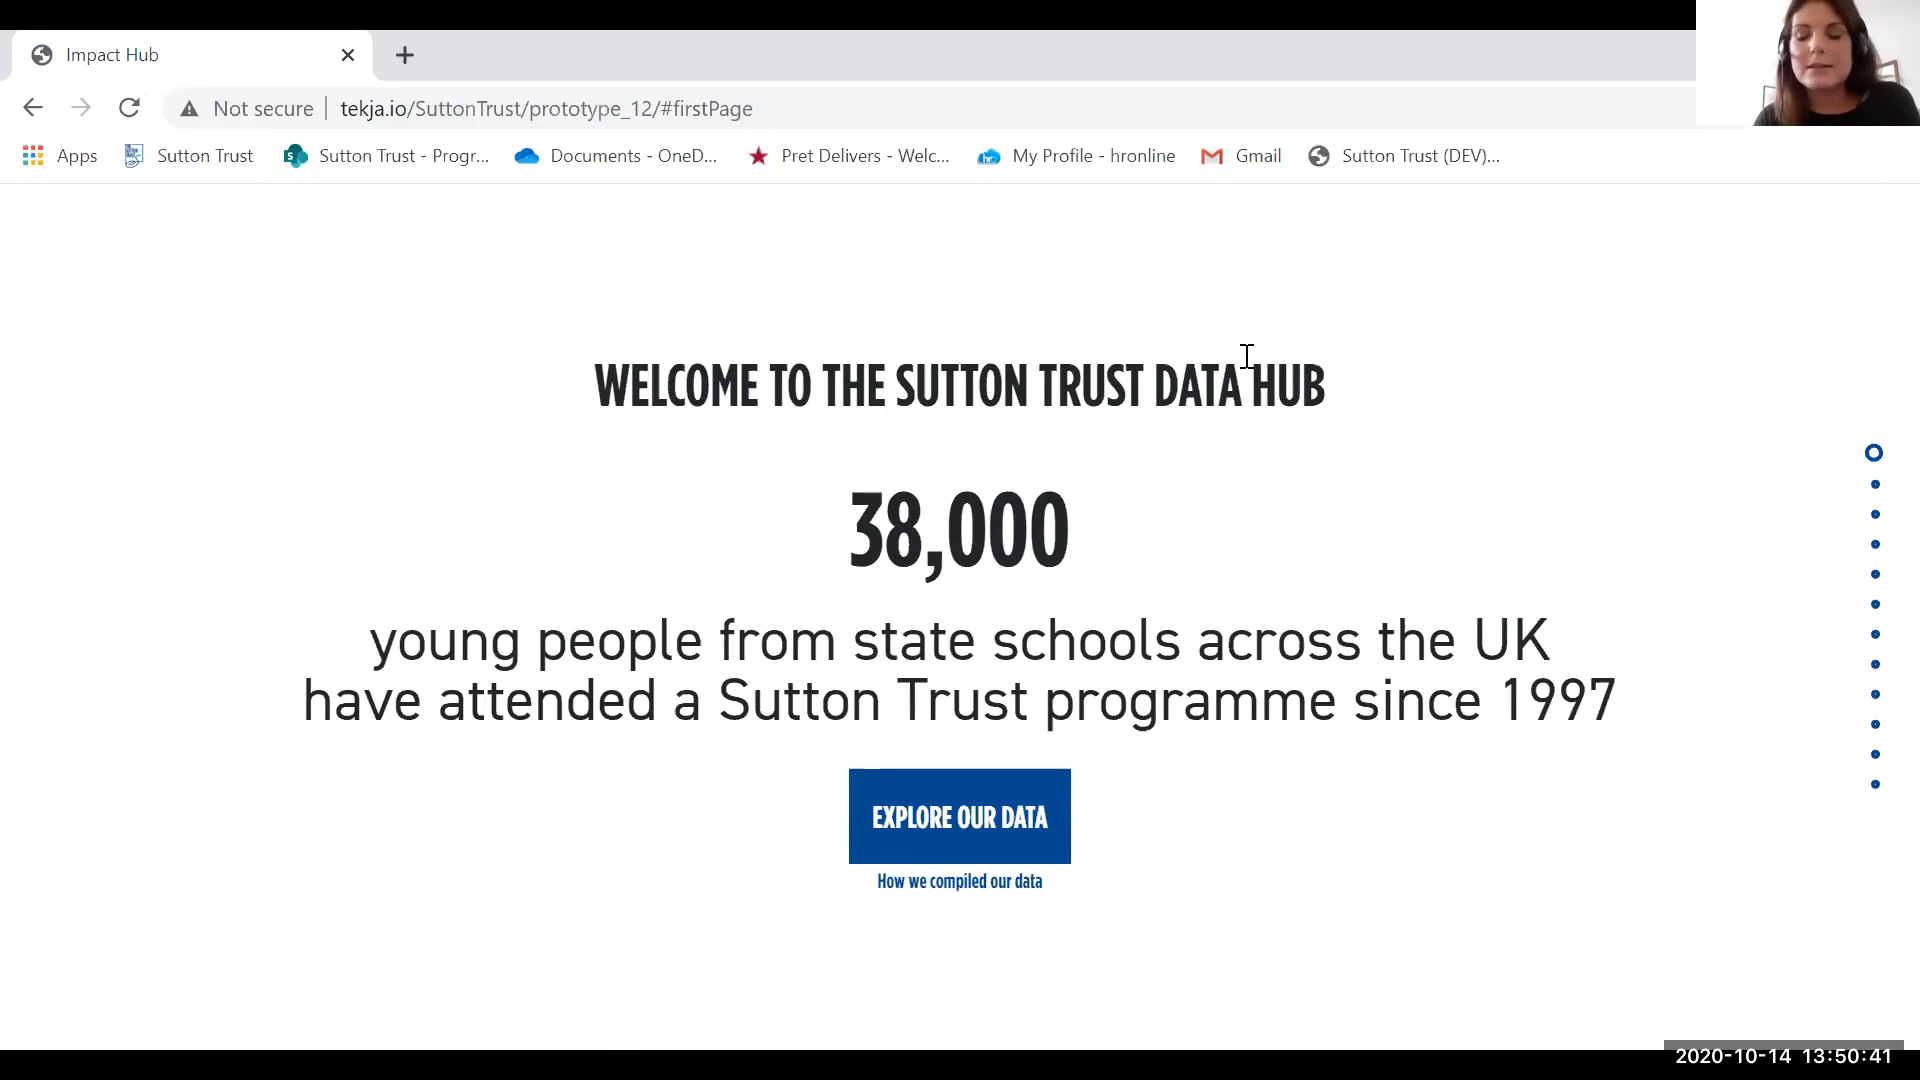 Impact Hub
Not secure tekja.io/SuttonTrust/prototype_12/#firstPage
Apps Sutton Trust Sutton Trust - Progr... Documents - OneD... Pret Delivers - Welc... My Profile - hronline Gmail Sutton Trust (DEV)...
WELCOME TO THE SUTTON TRUST DATA HUB
38,000
young people from state schools across the UK
have attended a Sutton Trust programme since 1997
EXPLORE OUR DATA
How we compiled our data
2020-10-14 13:50:41